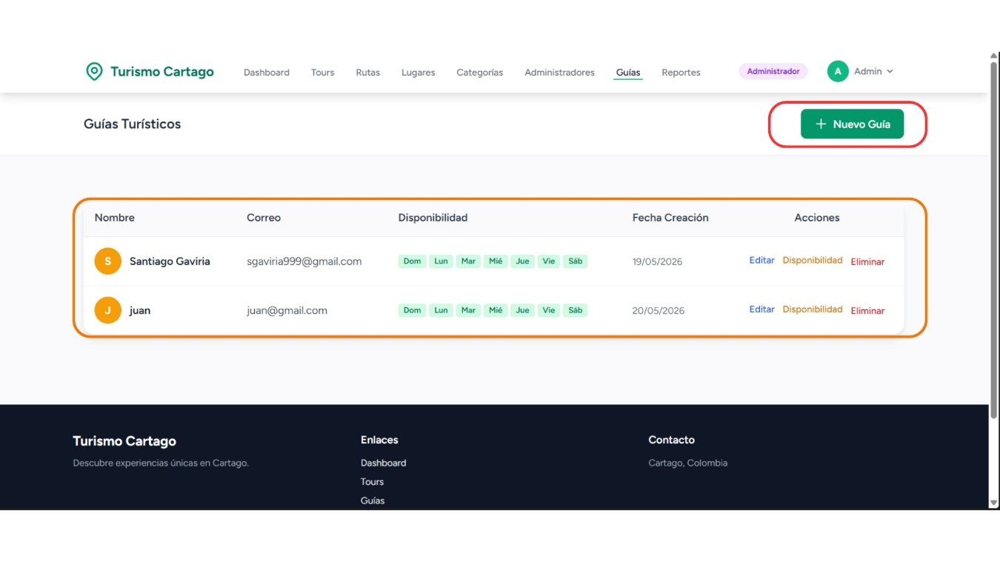 Turismo Cartago Dashboard Tours Rutas Lugares Categorías Administradores Guías Reportes Administrador A Admin
Guías Turísticos + Nuevo Guía
Nombre Correo Disponibilidad Fecha Creación Acciones
S Santiago Gaviria sgaviria999@gmail.com Dom Lun Mar Mié Jue Vie Sáb 19/05/2026 Editar Disponibilidad Eliminar
J juan juan@gmail.com Dom Lun Mar Mié Jue Vie Sáb 20/05/2026 Editar Disponibilidad Eliminar
Turismo Cartago Enlaces Contacto
Descubre experiencias únicas en Cartago. Dashboard Cartago, Colombia
Tours
Guías